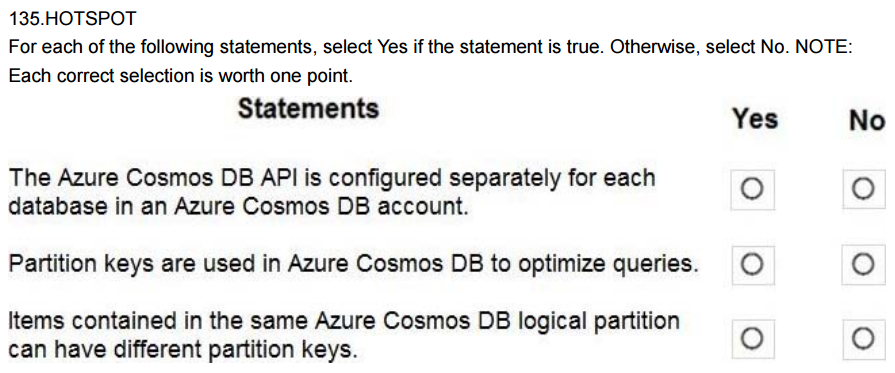 135.HOTSPOT
For each of the following statements, select Yes if the statement is true. Otherwise, select No. NOTE:
Each correct selection is worth one point.
Statements Yes No
The Azure Cosmos DB API is configured separately for each
database in an Azure Cosmos DB account.
Partition keys are used in Azure Cosmos DB to optimize queries.
Items contained in the same Azure Cosmos DB logical partition
can have different partition keys.